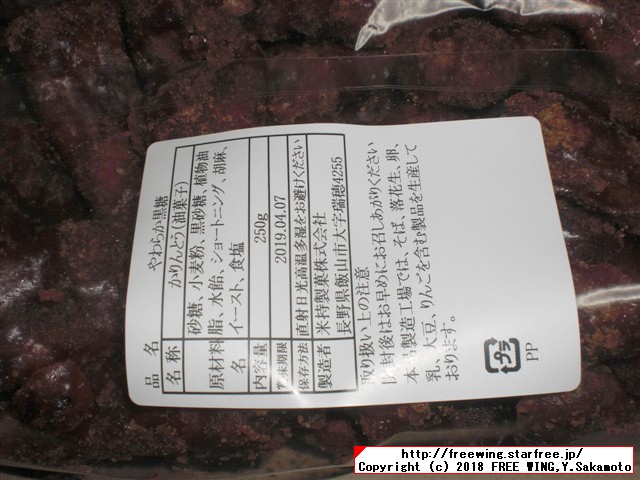 品名 やわらか黒糖
名称 かりんとう(油菓子)
原材料名 砂糖、小麦粉、黒砂糖、植物油
脂、水飴、ショートニング、胡麻、
イースト、食塩
内容量 250g
賞味期限 2019.04.07
保存方法 直射日光高温多湿をお避けください
製造者 米持製菓株式会社
長野県飯山市大字瑞穂4255
取り扱い上の注意
開封後はお早めにお召しあがりください
本品製造工場では、そば、落花生、卵、
乳、大豆、りんごを含む製品を生産して
おります。
プラ
PP
http://freewing.starfree.jp/
Copyright (c) 2018 FREE WING,Y.Sakamoto